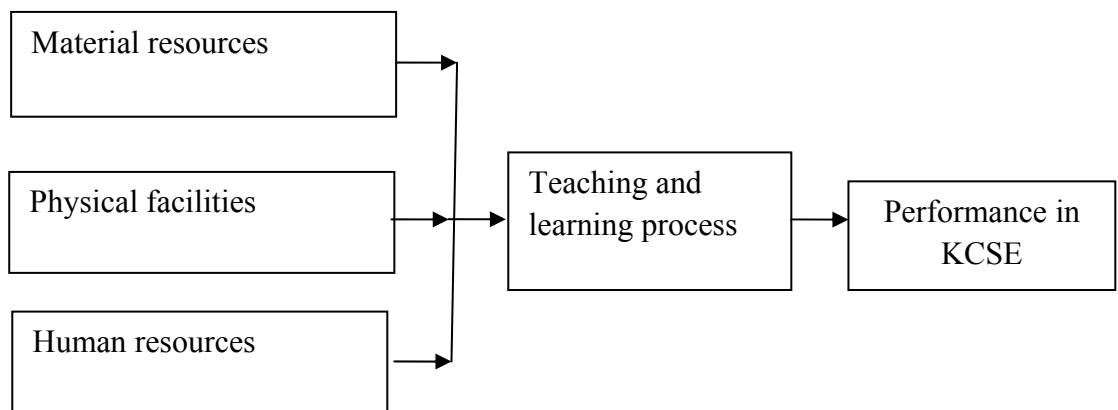 Material resources
Physical facilities
Human resources
Teaching and
learning process
Performance in
KCSE